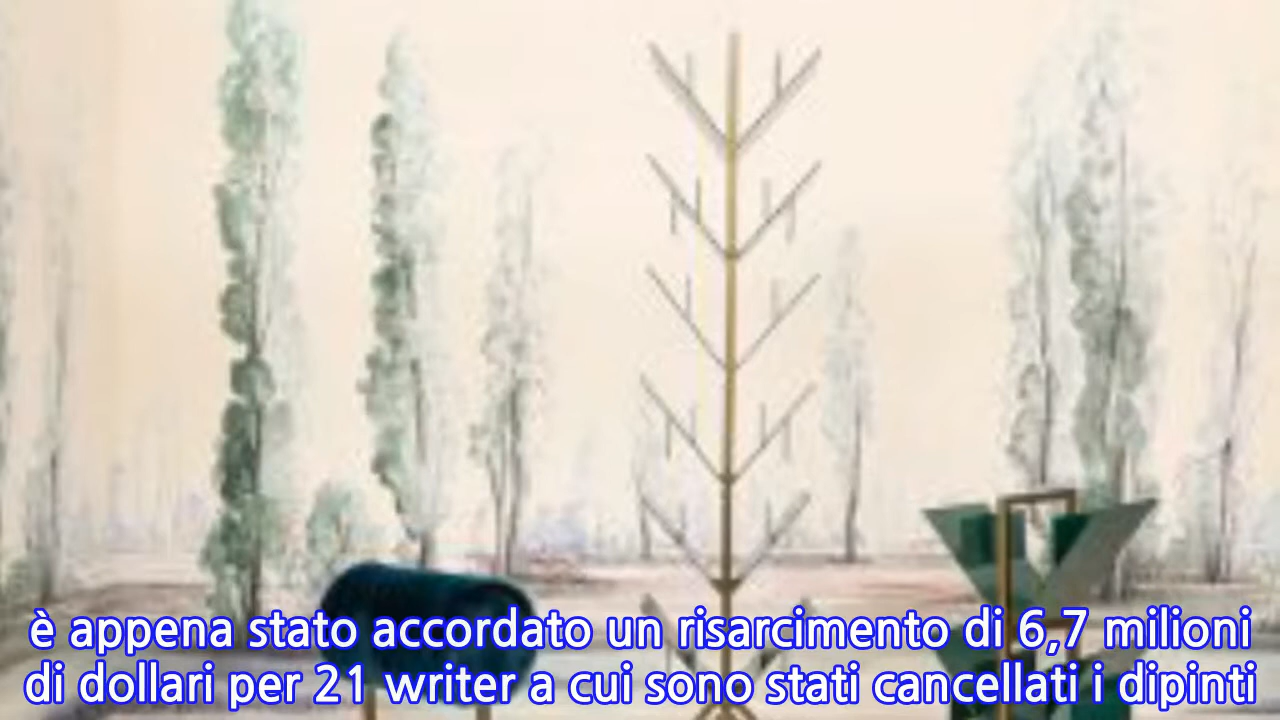 è appena stato accordato un risarcimento di 6,7 milioni
di dollari per 21 writer a cui sono stati cancellati i dipinti